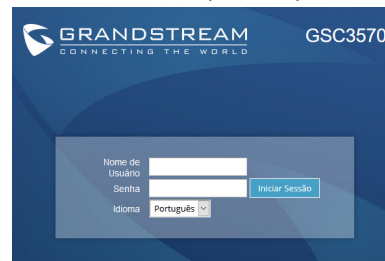 GRANDSTREAM
CONNECTING THE WORLD
GSC3570
Nome de
Usuário
Senha
Iniciar Sessão
Idioma
Português